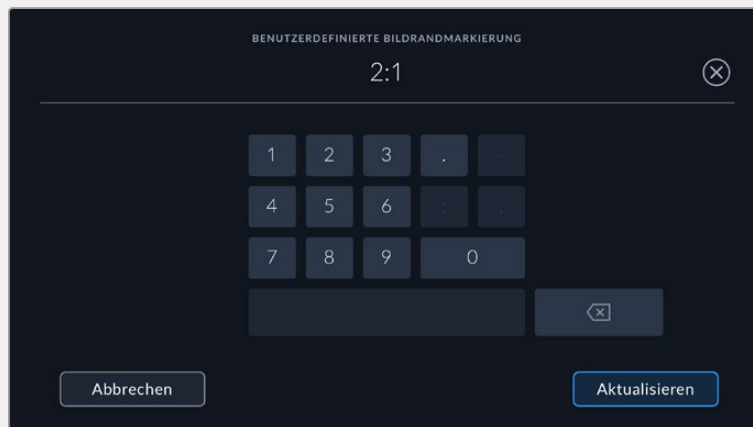 BENUTZERDEFINIERTE BILDRANDMARKIERUNG
2:1
1 2 3 . -
4 5 6 : ,
7 8 9 0
Abbrechen
Aktualisieren